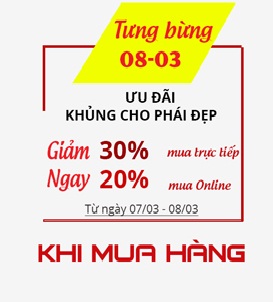 Tưng bừng
08-03
ƯU ĐÃI
KHỦNG CHO PHÁI ĐẸP
Giảm 30% mua trực tiếp
Ngay 20% mua Online
Từ ngày 07/03 - 08/03
KHI MUA HÀNG